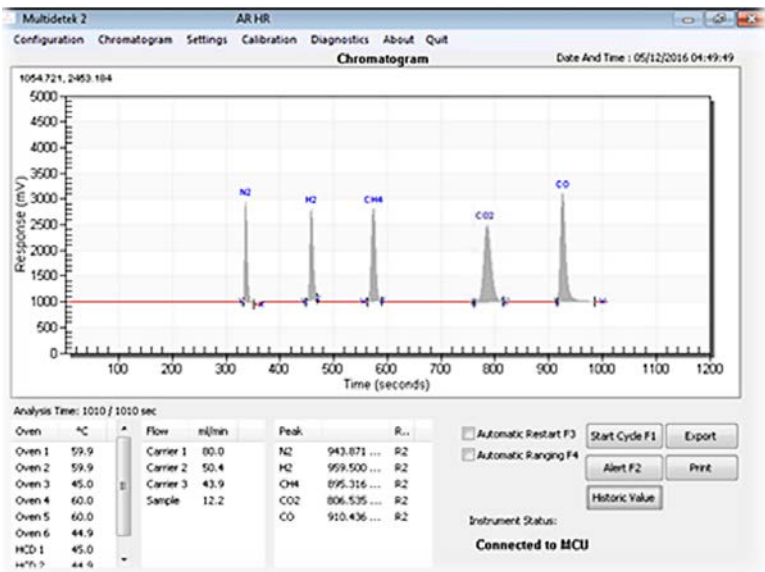 Multidetek 2 AR HR
Configuration Chromatogram Settings Calibration Diagnostics About Quit
Chromatogram Date And Time : 05/12/2016 04:49:49
1054.721, 2453.184
5000
4500
4000
3500
3000
2500
2000
1500
1000
500
0
Response (mV)
N2 H2 CH4 CO2 CO
100 200 300 400 500 600 700 800 900 1000 1100 1200
Time (seconds)
Analysis Time: 1010 / 1010 sec
Oven °C
Oven 1 59.9
Oven 2 59.9
Oven 3 45.0
Oven 4 60.0
Oven 5 60.0
Oven 6 44.9
HCD 1 45.0
HCD 2 44.9
Flow ml/min
Carrier 1 80.0
Carrier 2 50.4
Carrier 3 43.9
Sample 12.2
Peak R...
N2 943.871 ... R2
H2 959.500 ... R2
CH4 895.316 ... R2
CO2 806.535 ... R2
CO 910.436 ... R2
Automatic Restart F3
Automatic Ranging F4
Start Cycle F1 Export
Alert F2 Print
Historic Value
Instrument Status:
Connected to MCU